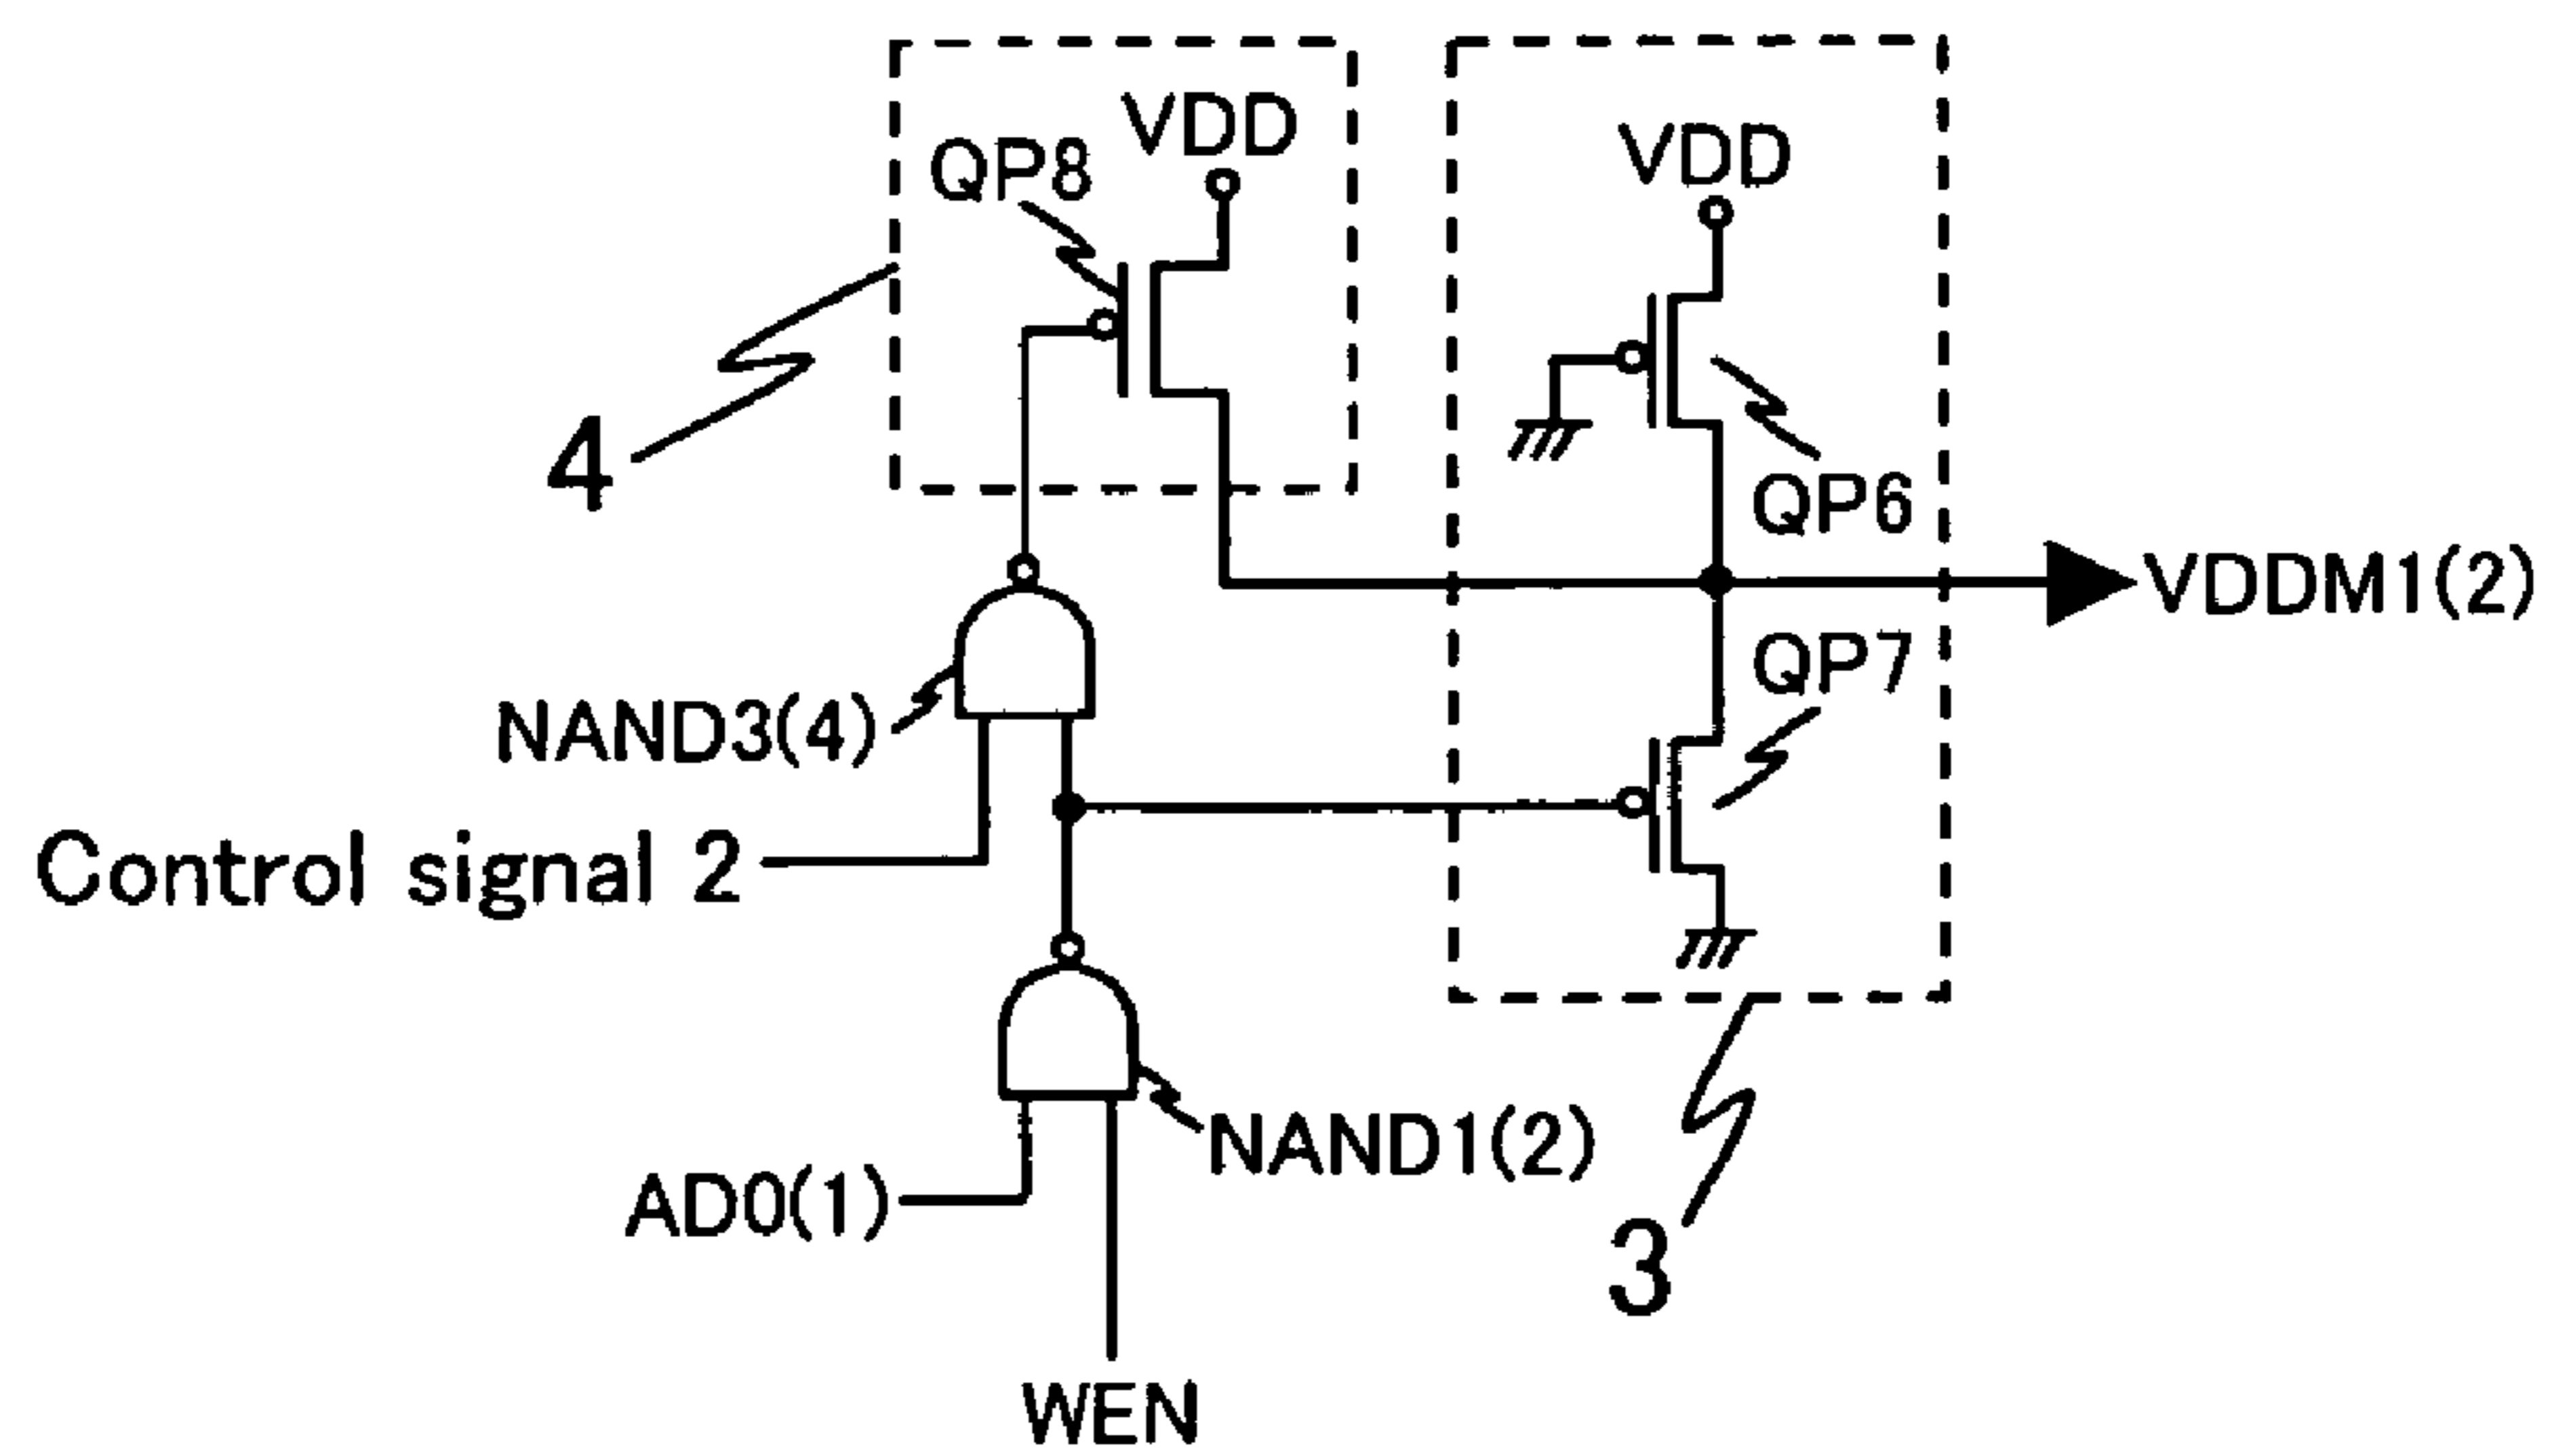 VDD
QP8
VDD
4
QP6
VDDM1(2)
QP7
NAND3(4)
Control signal 2
NAND1(2)
AD0(1)
3
WEN